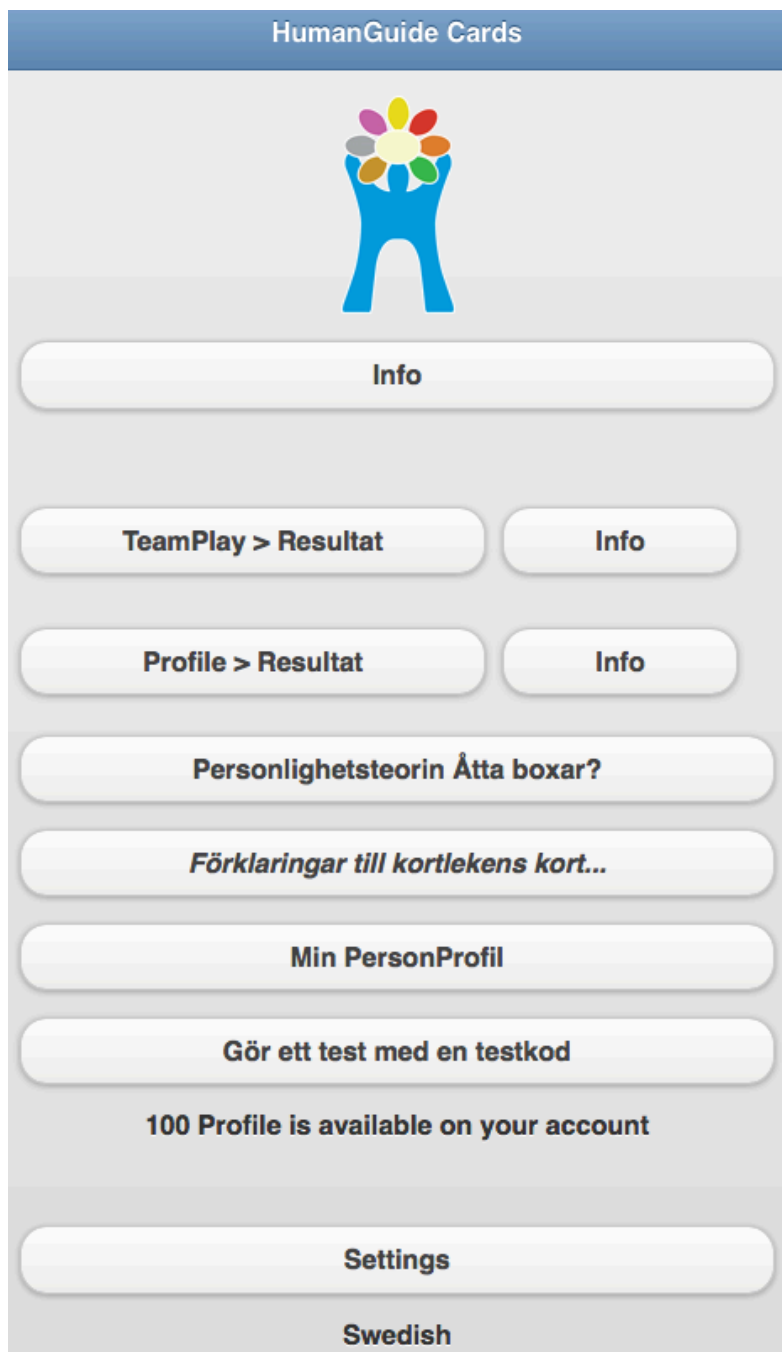 HumanGuide Cards
Info
TeamPlay > Resultat
Info
Profile > Resultat
Info
Personlighetsteorin Åtta boxar?
Förklaringar till kortlekens kort...
Min PersonProfil
Gör ett test med en testkod
100 Profile is available on your account
Settings
Swedish